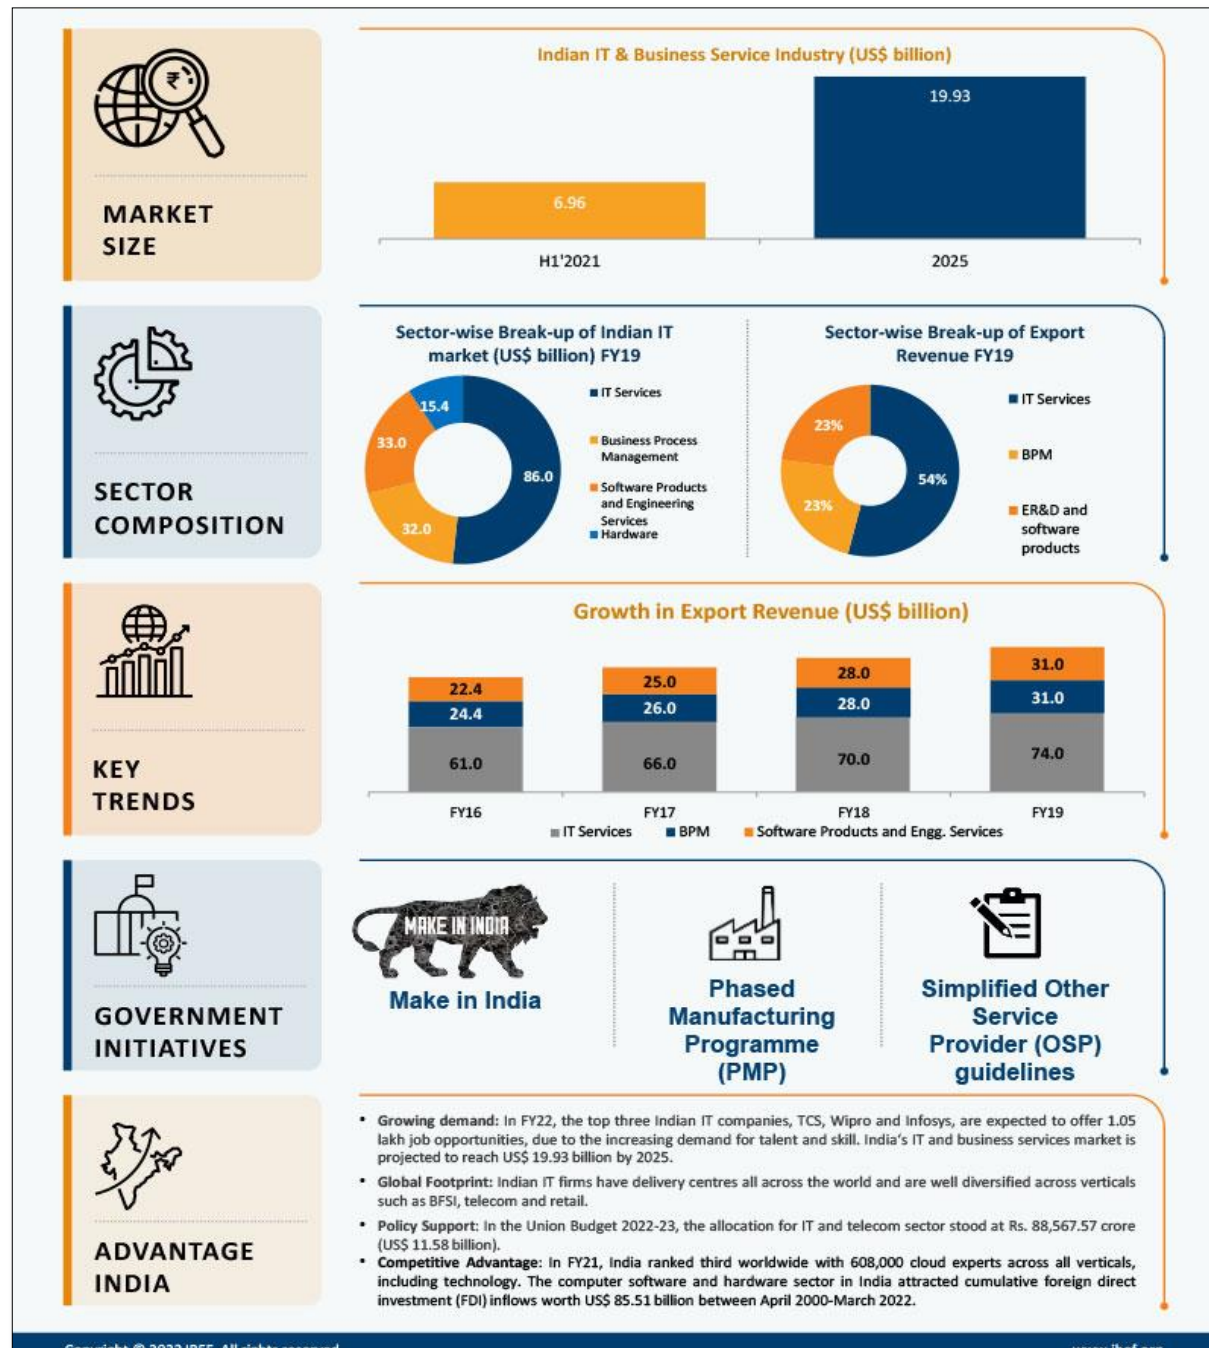 MARKET
SIZE
Indian IT & Business Service Industry (US$ billion)
6.96
19.93
H1'2021
2025
SECTOR
COMPOSITION
Sector-wise Break-up of Indian IT
market (US$ billion) FY19
15.4
33.0
86.0
32.0
IT Services
Business Process
Management
Software Products
and Engineering
Services
Hardware
Sector-wise Break-up of Export
Revenue FY19
23%
54%
23%
IT Services
BPM
ER&D and
software
products
KEY
TRENDS
Growth in Export Revenue (US$ billion)
22.4
25.0
28.0
31.0
24.4
26.0
28.0
31.0
61.0
66.0
70.0
74.0
FY16
FY17
FY18
FY19
IT Services
BPM
Software Products and Engg. Services
GOVERNMENT
INITIATIVES
MAKE IN INDIA
Make in India
Phased
Manufacturing
Programme
(PMP)
Simplified Other
Service
Provider (OSP)
guidelines
ADVANTAGE
INDIA
• Growing demand: In FY22, the top three Indian IT companies, TCS, Wipro and Infosys, are expected to offer 1.05
lakh job opportunities, due to the increasing demand for talent and skill. India's IT and business services market is
projected to reach US$ 19.93 billion by 2025.
• Global Footprint: Indian IT firms have delivery centres all across the world and are well diversified across verticals
such as BFSI, telecom and retail.
• Policy Support: In the Union Budget 2022-23, the allocation for IT and telecom sector stood at Rs. 88,567.57 crore
(US$ 11.58 billion).
• Competitive Advantage: In FY21, India ranked third worldwide with 608,000 cloud experts across all verticals,
including technology. The computer software and hardware sector in India attracted cumulative foreign direct
investment (FDI) inflows worth US$ 85.51 billion between April 2000-March 2022.